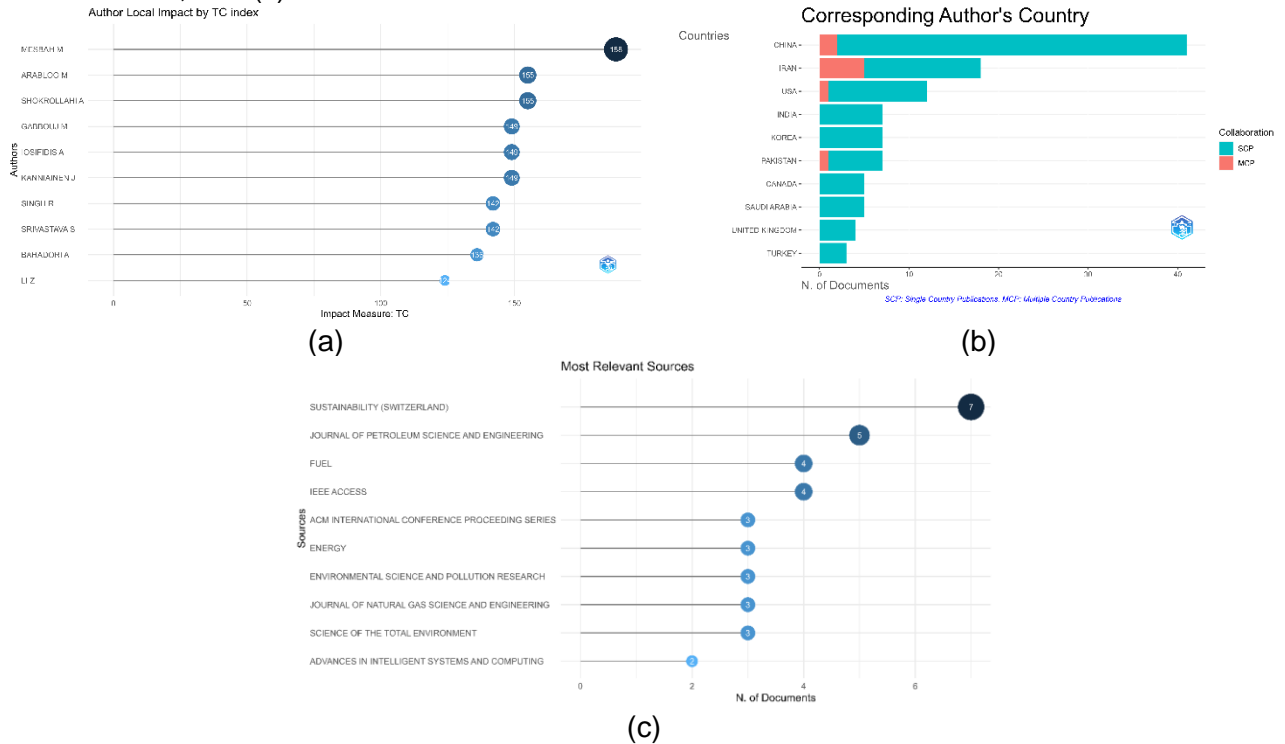 Author Local Impact by TC index
Authors
MESBAH M
ARABLOO M
SHOKROLLAHI A
GABBOUJ M
IOSIFIDIS A
KANNIAINEN J
SINGH R
SRIVASTAVA S
BAHADORI A
LI Z
155
155
149
149
149
142
142
0
50
100
150
Impact Measure: TC
(a)
Corresponding Author's Country
Countries
CHINA
IRAN
USA
INDIA
KOREA
PAKISTAN
CANADA
SAUDI ARABIA
UNITED KINGDOM
TURKEY
Collaboration
SCP
MCP
0
10
20
30
40
N. of Documents
SCP: Single Country Publications, MCP: Multiple Country Publications
(b)
Most Relevant Sources
Sources
SUSTAINABILITY (SWITZERLAND)
7
JOURNAL OF PETROLEUM SCIENCE AND ENGINEERING
5
FUEL
4
IEEE ACCESS
4
ACM INTERNATIONAL CONFERENCE PROCEEDING SERIES
3
ENERGY
3
ENVIRONMENTAL SCIENCE AND POLLUTION RESEARCH
3
JOURNAL OF NATURAL GAS SCIENCE AND ENGINEERING
3
SCIENCE OF THE TOTAL ENVIRONMENT
3
ADVANCES IN INTELLIGENT SYSTEMS AND COMPUTING
2
0
2
4
6
N. of Documents
(c)